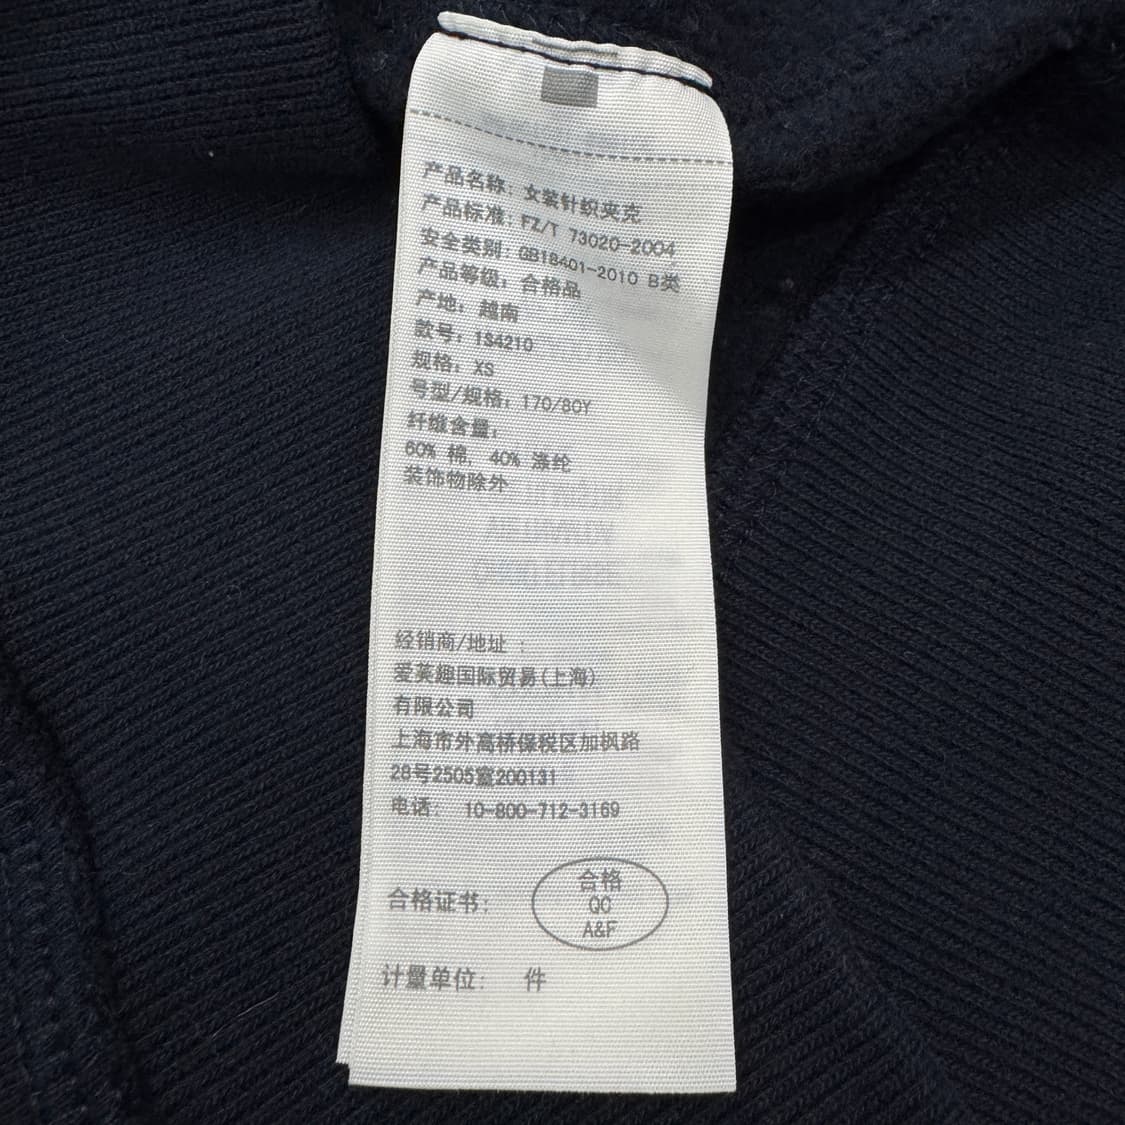 产品名称: 女装针织夹克
产品标准: FZ/T 73020-2004
安全类别: GB18401-2010 B类
产品等级: 合格品
产地: 越南
款号: 1S4210
规格: XS
号型/规格: 170/80Y
纤维含量:
60% 棉, 40% 涤纶
装饰物除外
经销商/地址 :
爱芙趣国际贸易(上海)
有限公司
上海市外高桥保税区加枫路
28号2505室200131
电话: 10-800-712-3169
合格证书:
合格
QC
A&F
计量单位: 件